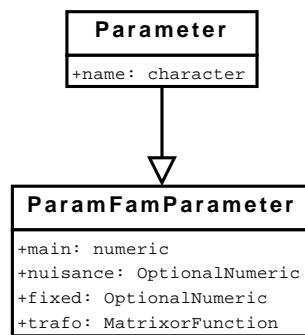 Parameter
+name: character
ParamFamParameter
+main: numeric
+nuisance: OptionalNumeric
+fixed: OptionalNumeric
+trafo: MatrixorFunction